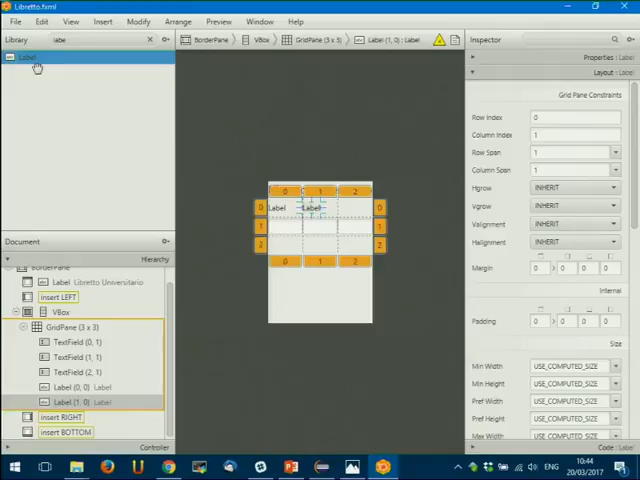 Libretto.fxml
File Edit View Insert Modify Arrange Preview Window Help
Library labe
BorderPane VBox GridPane (3 x 3) Label (1, 0) : Label
Inspector
Label
Properties : Label
Layout : Label
Grid Pane Constraints
Row Index 0
Column Index 1
Row Span 1
Column Span 1
Hgrow INHERIT
Vgrow INHERIT
Valignment INHERIT
Halignment INHERIT
Margin 0 0 0 0
Internal
Padding 0 0 0 0
Size
Min Width USE_COMPUTED_SIZE
Min Height USE_COMPUTED_SIZE
Pref Width USE_COMPUTED_SIZE
Pref Height USE_COMPUTED_SIZE
Max Width USE_COMPUTED_SIZE
Code : Label
0 1 2
0 Label Label 0
1 1
2 2
0 1 2
Document
Hierarchy
BorderPane
Label Libretto Universitario
insert LEFT
VBox
GridPane (3 x 3)
TextField (0, 1)
TextField (1, 1)
TextField (2, 1)
Label (0, 0) Label
Label (1, 0) Label
insert RIGHT
insert BOTTOM
Controller
ENG
10:44
20/03/2017